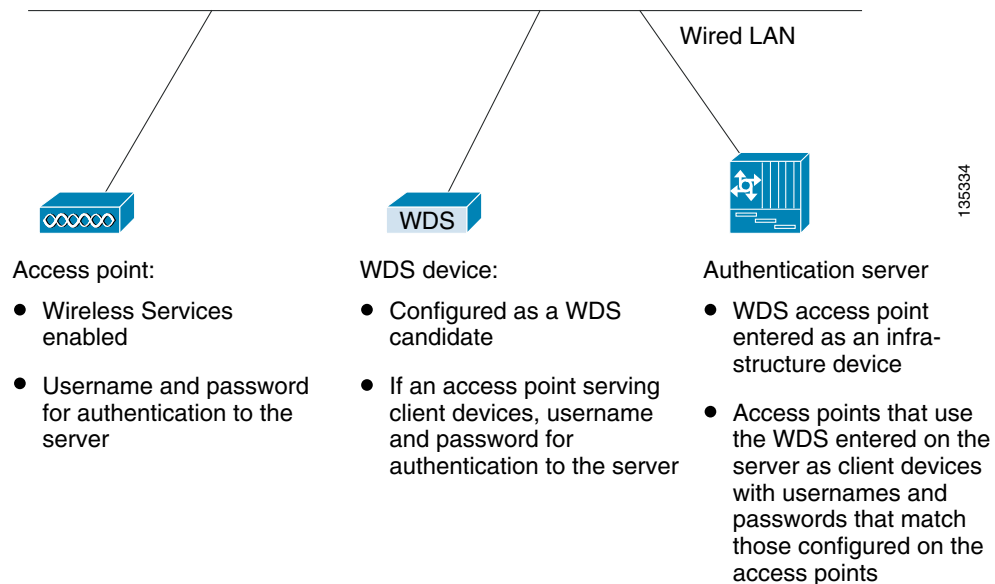 Wired LAN
135334
WDS
Access point:
• Wireless Services
enabled
• Username and password
for authentication to the
server
WDS device:
• Configured as a WDS
candidate
• If an access point serving
client devices, username
and password for
authentication to the server
Authentication server
• WDS access point
entered as an infra-
structure device
• Access points that use
the WDS entered on the
server as client devices
with usernames and
passwords that match
those configured on the
access points